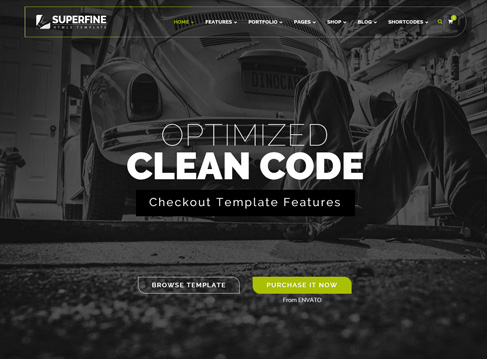 SUPERFINE
HTML5 TEMPLATE
HOME FEATURES PORTFOLIO PAGES SHOP BLOG SHORTCODES
DINOCA
OPTIMIZED
CLEAN CODE
Checkout Template Features
BROWSE TEMPLATE PURCHASE IT NOW
From ENVATO